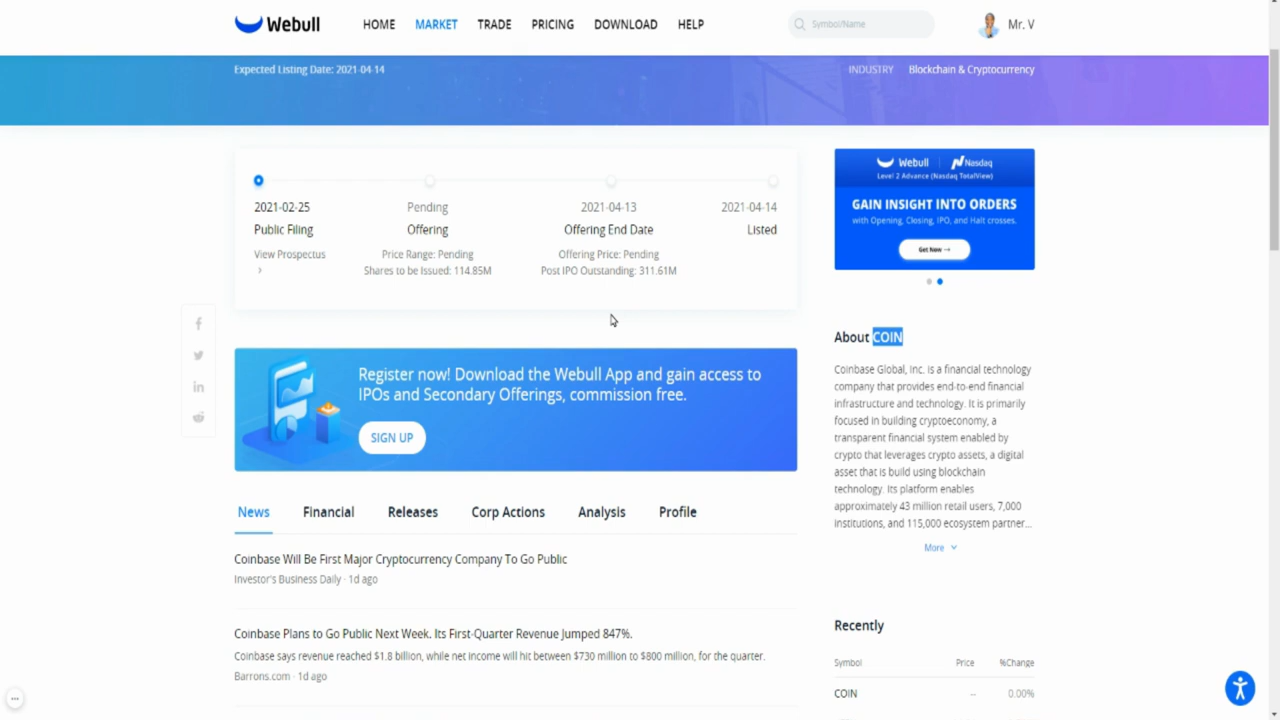 Webull
HOME MARKET TRADE PRICING DOWNLOAD HELP
Symbol/Name
Mr. V
Expected Listing Date: 2021-04-14
INDUSTRY Blockchain & Cryptocurrency
2021-02-25
Public Filing
View Prospectus
Pending
Offering
Price Range: Pending
Shares to be Issued: 114.85M
2021-04-13
Offering End Date
Offering Price: Pending
Post IPO Outstanding: 311.61M
2021-04-14
Listed
Webull Nasdaq
Level 2 Advance (Nasdaq TotalView)
GAIN INSIGHT INTO ORDERS
with Opening, Closing, IPO, and Halt crosses.
Get Now →
Register now! Download the Webull App and gain access to
IPOs and Secondary Offerings, commission free.
SIGN UP
About COIN
Coinbase Global, Inc. is a financial technology
company that provides end-to-end financial
infrastructure and technology. It is primarily
focused in building cryptoeconomy, a
transparent financial system enabled by
crypto that leverages crypto assets, a digital
asset that is build using blockchain
technology. Its platform enables
approximately 43 million retail users, 7,000
institutions, and 115,000 ecosystem partner...
More
News Financial Releases Corp Actions Analysis Profile
Coinbase Will Be First Major Cryptocurrency Company To Go Public
Investor's Business Daily · 1d ago
Coinbase Plans to Go Public Next Week. Its First-Quarter Revenue Jumped 847%.
Coinbase says revenue reached $1.8 billion, while net income will hit between $730 million to $800 million, for the quarter.
Barrons.com · 1d ago
Recently
Symbol Price %Change
COIN -- 0.00%